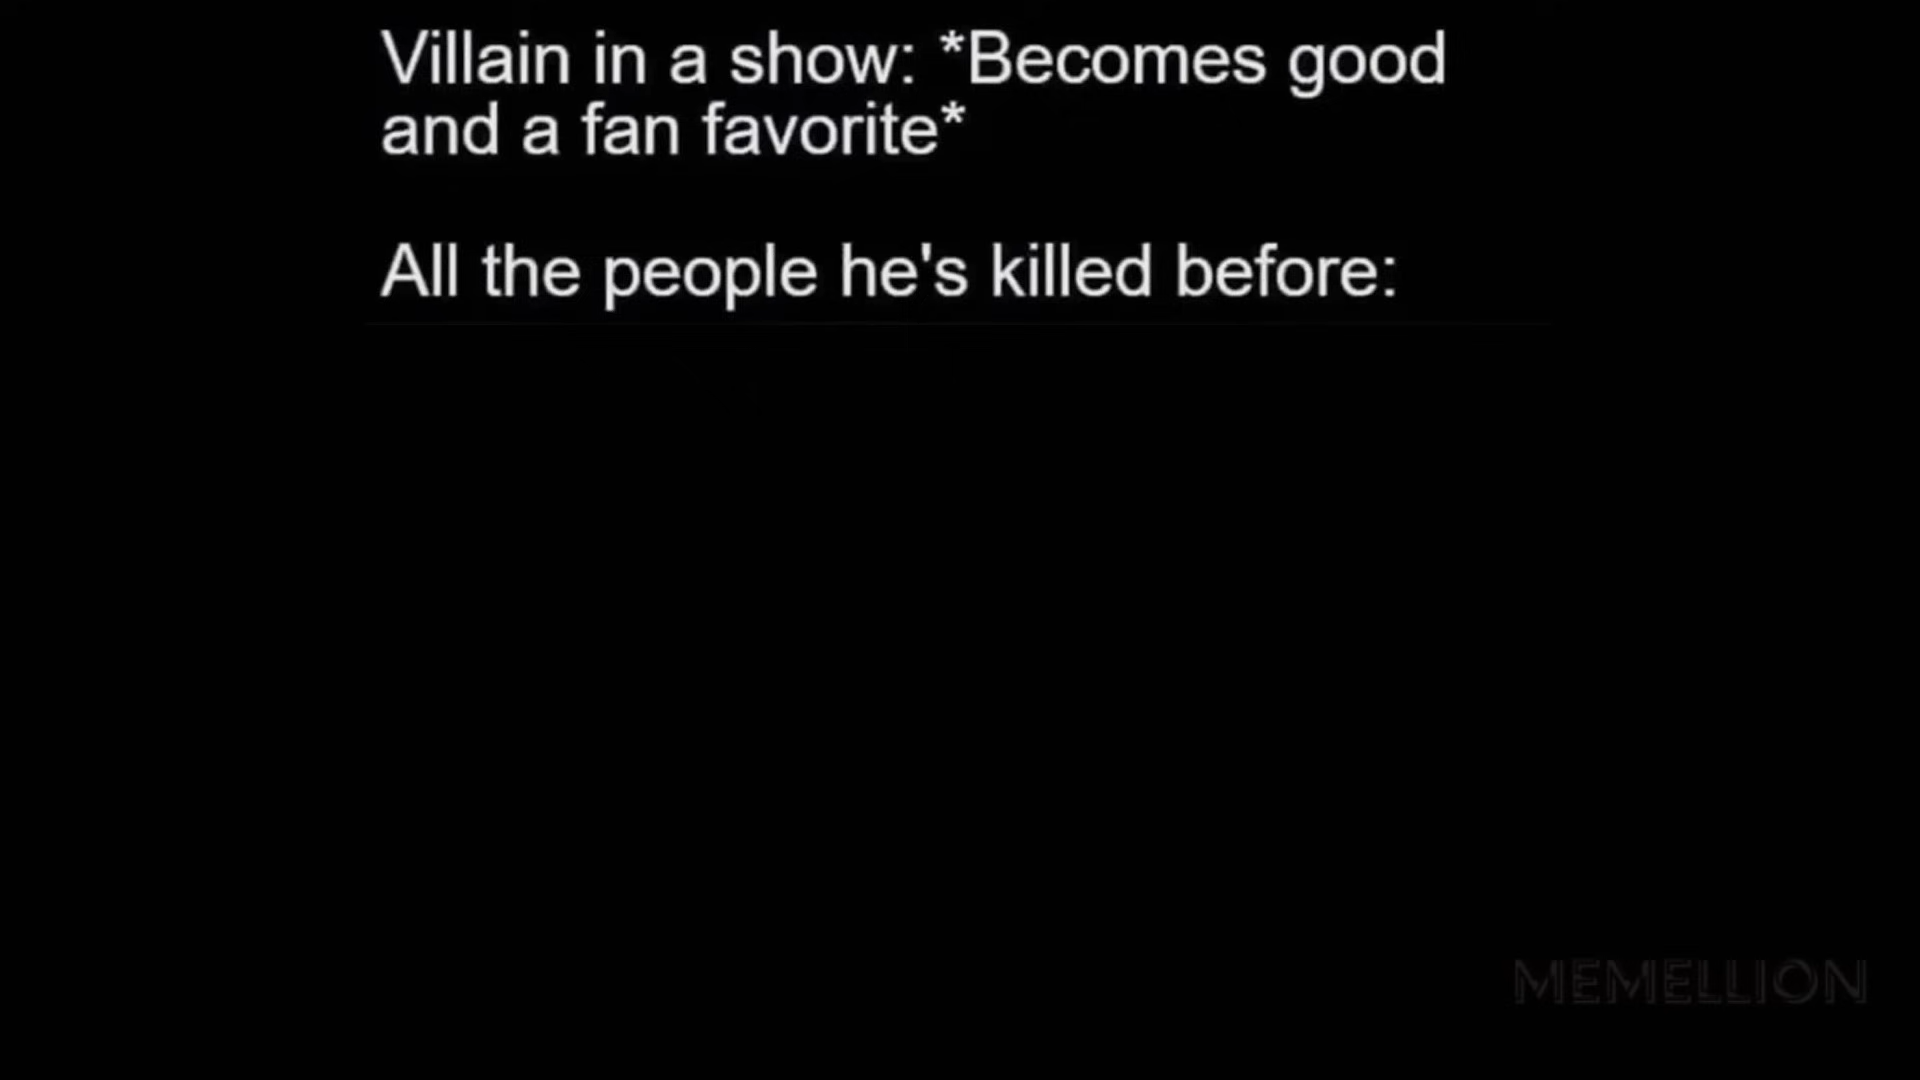 Villain in a show: *Becomes good
and a fan favorite*
All the people he's killed before:
MEMELLION